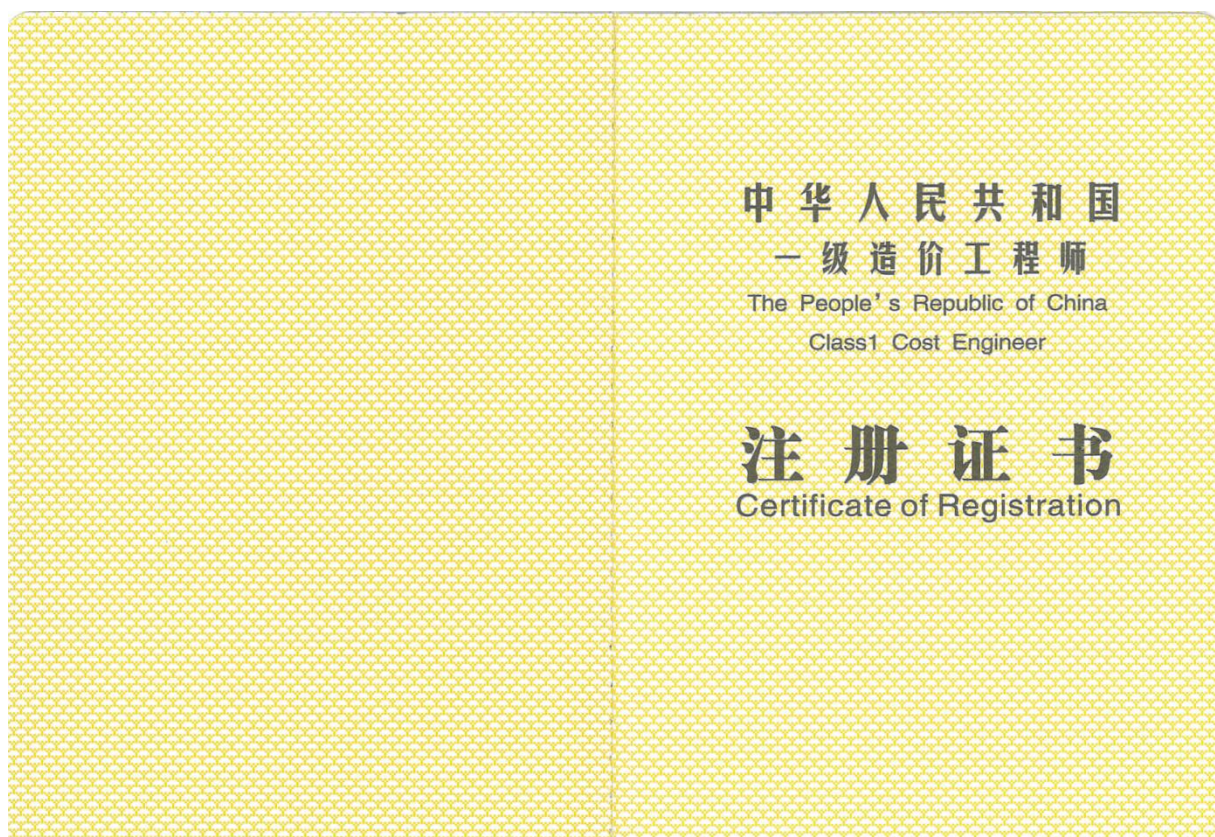 中华人民共和国
一级造价工程师
The People's Republic of China
Class1 Cost Engineer
注册证书
Certificate of Registration